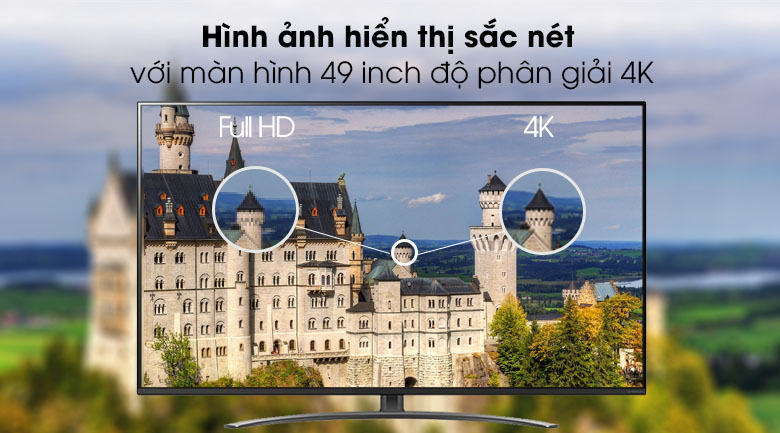 Hình ảnh hiển thị sắc nét
với màn hình 49 inch độ phân giải 4K
Full HD
4K